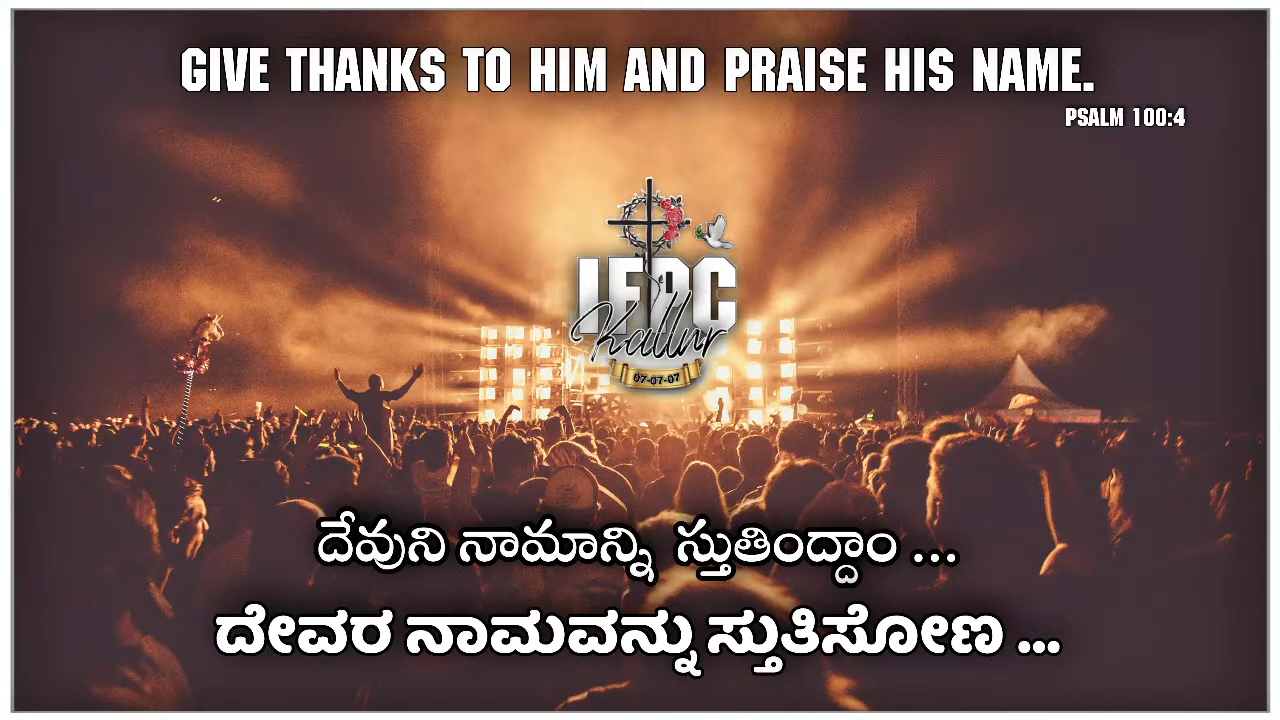 GIVE THANKS TO HIM AND PRAISE HIS NAME.
PSALM 100:4
IFPC
Kallur
07-07-07
దేవుని నామాన్ని స్తుతింద్దాం ...
ದೇವರ ನಾಮವನ್ನು ಸ್ತುತಿಸೋಣ ...